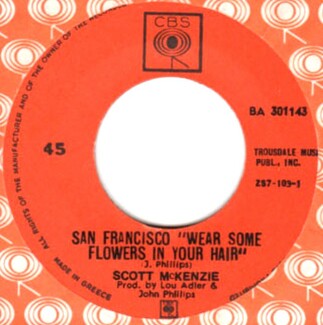 CBS
ALL RIGHTS OF THE MANUFACTURER AND OF THE OWNER OF THE RECORDED
BA 301143
45
TROUSDALE MUSIC
PUBL, INC.
2S7-109-1
SAN FRANCISCO "WEAR SOME
FLOWERS IN YOUR HAIR"
(J. Phillips)
SCOTT McKENZIE
Prod. by Lou Adler &
John Phillips
MADE IN GREECE